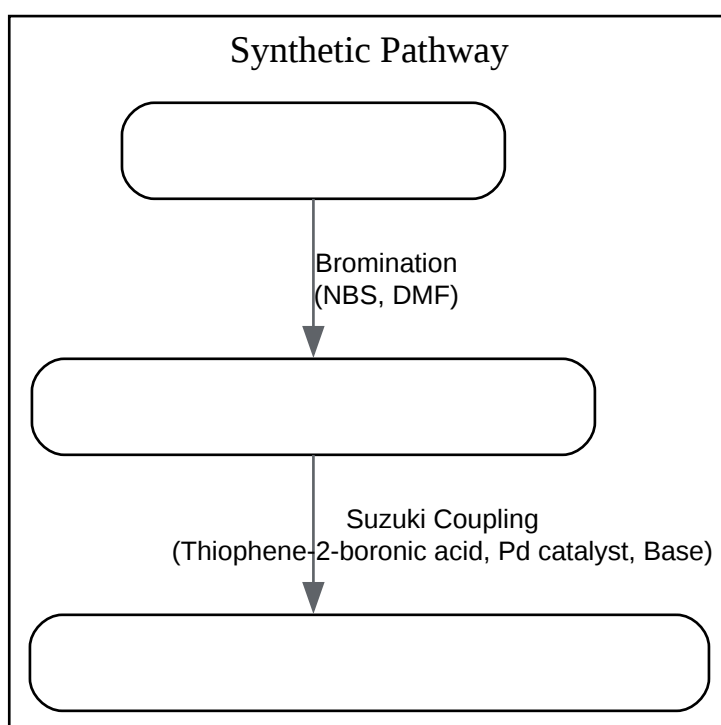 Synthetic Pathway
Bromination
(NBS, DMF)
Suzuki Coupling
(Thiophene-2-boronic acid, Pd catalyst, Base)